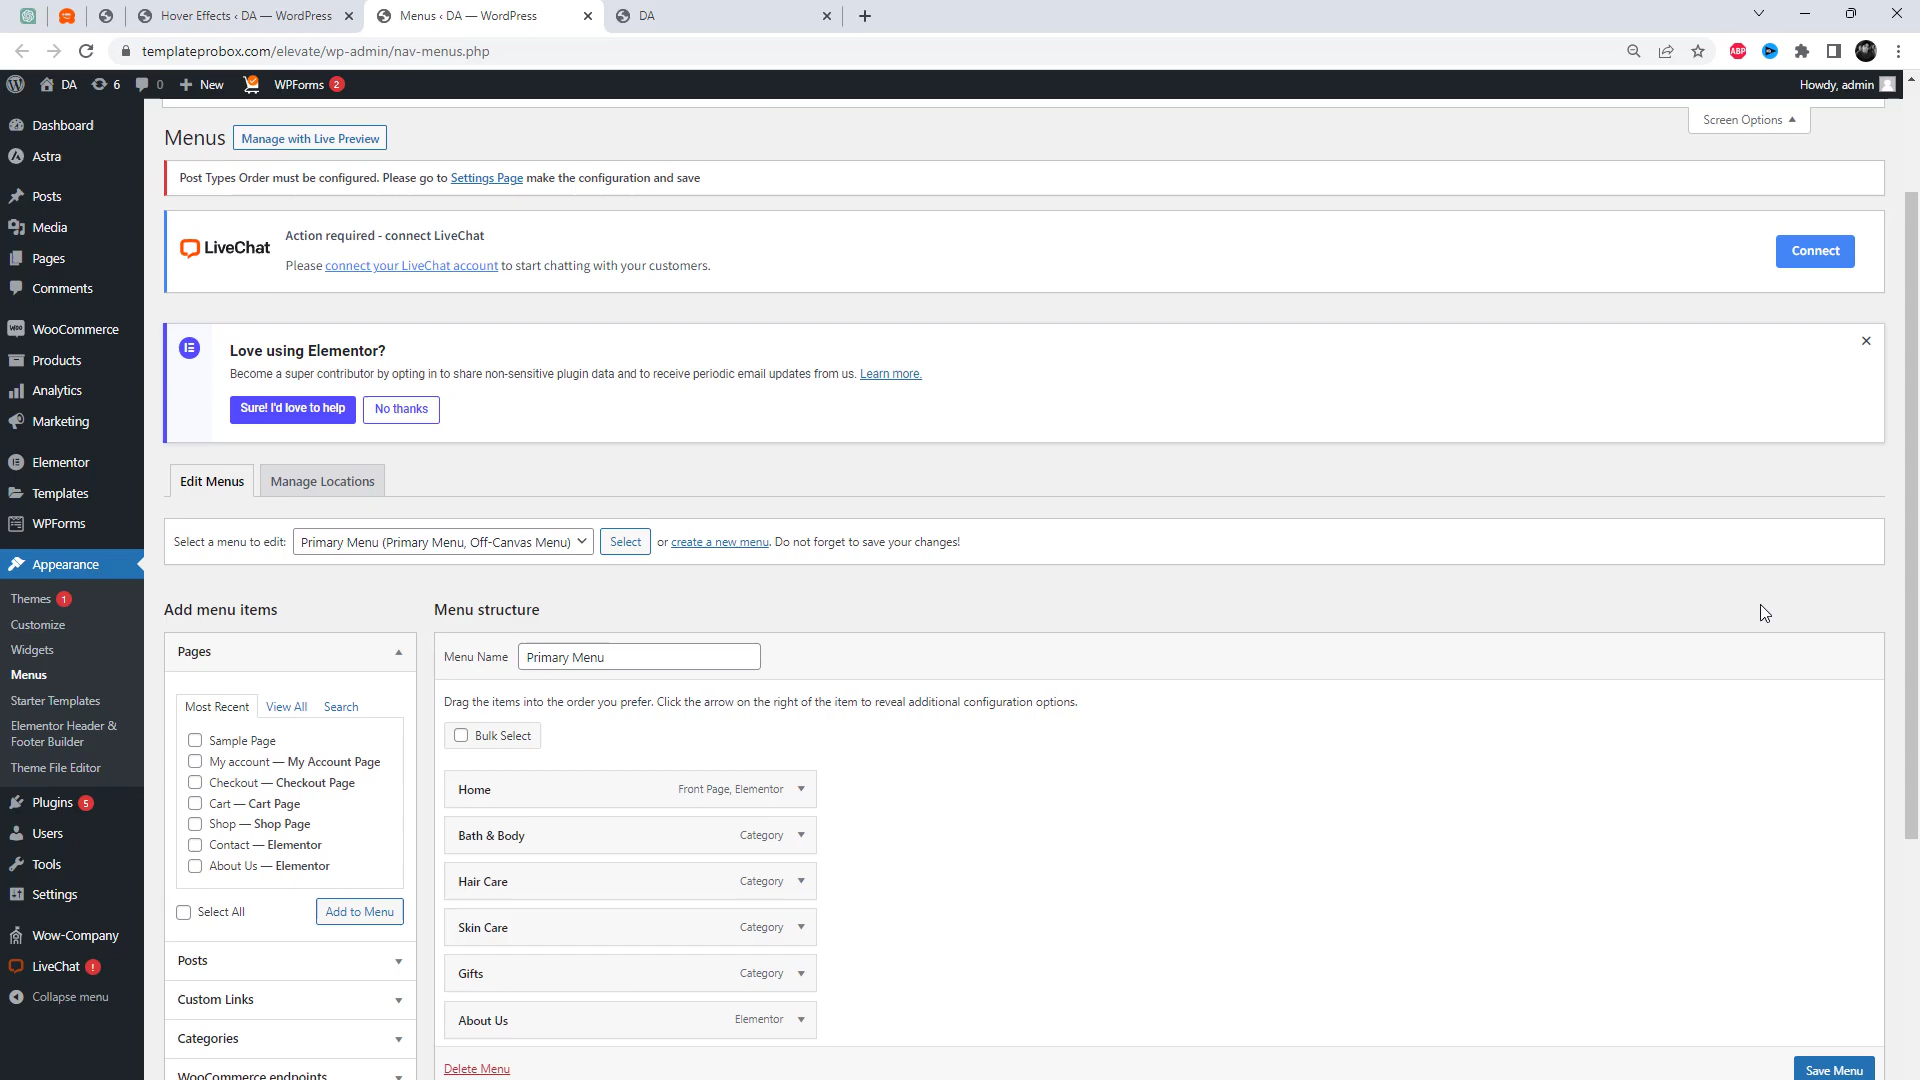 Hover Effects ‹ DA — WordPress
Menus ‹ DA — WordPress
DA
templateprobox.com/elevate/wp-admin/nav-menus.php
ABP
DA
6
0
New
WPForms 2
Howdy, admin
Dashboard
Astra
Posts
Media
Pages
Comments
WooCommerce
Products
Analytics
Marketing
Elementor
Templates
WPForms
Appearance
Themes 1
Customize
Widgets
Menus
Starter Templates
Elementor Header &
Footer Builder
Theme File Editor
Plugins 5
Users
Tools
Settings
Wow-Company
LiveChat !
Collapse menu
Screen Options
Menus
Manage with Live Preview
Post Types Order must be configured. Please go to Settings Page make the configuration and save
LiveChat
Action required - connect LiveChat
Please connect your LiveChat account to start chatting with your customers.
Connect
Love using Elementor?
Become a super contributor by opting in to share non-sensitive plugin data and to receive periodic email updates from us. Learn more.
Sure! I'd love to help
No thanks
Edit Menus
Manage Locations
Select a menu to edit: Primary Menu (Primary Menu, Off-Canvas Menu) Select or create a new menu. Do not forget to save your changes!
Add menu items
Pages
Most Recent
View All
Search
Sample Page
My account — My Account Page
Checkout — Checkout Page
Cart — Cart Page
Shop — Shop Page
Contact — Elementor
About Us — Elementor
Select All
Add to Menu
Posts
Custom Links
Categories
WooCommerce endpoints
Menu structure
Menu Name Primary Menu
Drag the items into the order you prefer. Click the arrow on the right of the item to reveal additional configuration options.
Bulk Select
Home Front Page, Elementor
Bath & Body Category
Hair Care Category
Skin Care Category
Gifts Category
About Us Elementor
Delete Menu
Save Menu